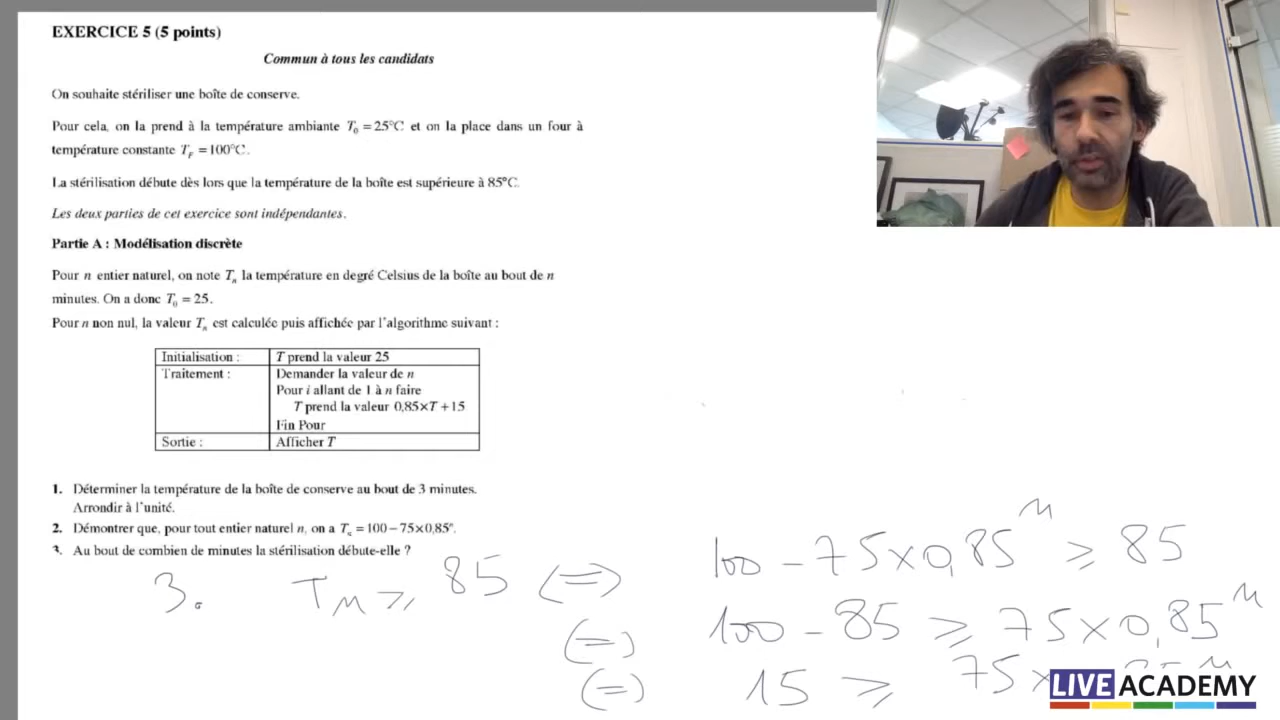 EXERCICE 5 (5 points)
Commun à tous les candidats
On souhaite stériliser une boîte de conserve.
Pour cela, on la prend à la température ambiante T₀ = 25°C et on la place dans un four à
température constante T_F = 100°C.
La stérilisation débute dès lors que la température de la boîte est supérieure à 85°C.
Les deux parties de cet exercice sont indépendantes.
Partie A : Modélisation discrète
Pour n entier naturel, on note Tₙ la température en degré Celsius de la boîte au bout de n
minutes. On a donc T₀ = 25.
Pour n non nul, la valeur Tₙ est calculée puis affichée par l'algorithme suivant :
Initialisation : T prend la valeur 25
Traitement : Demander la valeur de n
Pour i allant de 1 à n faire
T prend la valeur 0,85×T+15
Fin Pour
Sortie : Afficher T
1. Déterminer la température de la boîte de conserve au bout de 3 minutes.
Arrondir à l'unité.
2. Démontrer que, pour tout entier naturel n, on a Tₙ = 100−75×0,85ⁿ.
3. Au bout de combien de minutes la stérilisation débute-elle ?
3. Tₙ ⩾ 85 (=) 100 − 75×0,85ⁿ ⩾ 85
(=) 100 − 85 ⩾ 75×0,85ⁿ
(=) 15 ⩾ 75×
LIVE ACADEMY